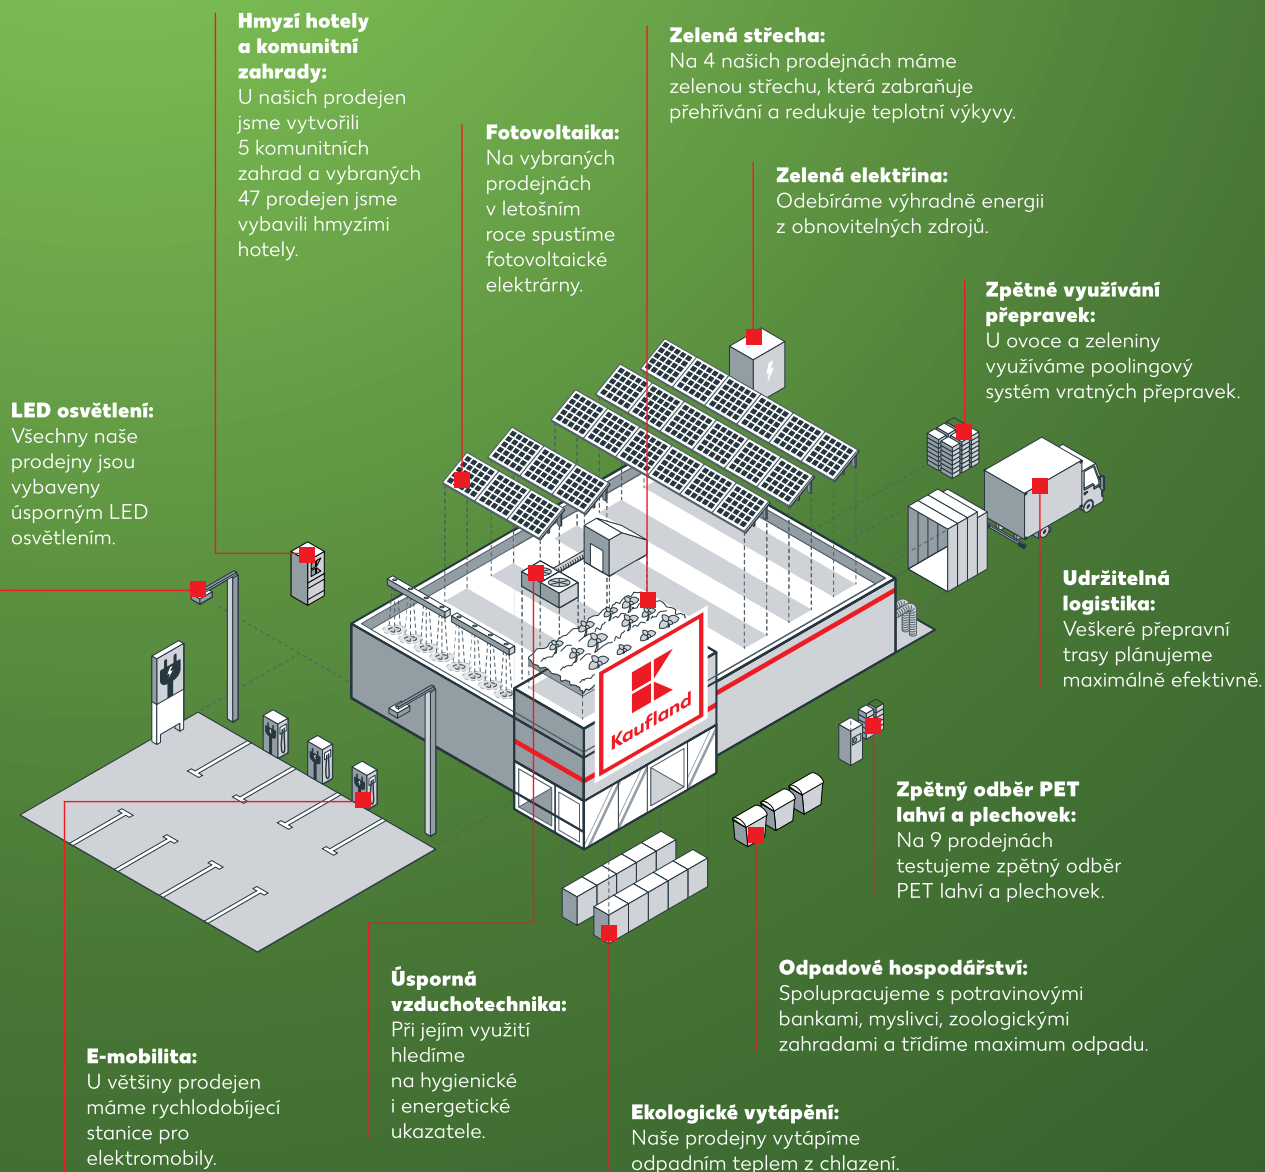 Hmyzí hotely
a komunitní
zahrady:
U našich prodejen
jsme vytvořili
5 komunitních
zahrad a vybraných
47 prodejen jsme
vybavili hmyzími
hotely.
Fotovoltaika:
Na vybraných
prodejnách
v letošním
roce spustíme
fotovoltaické
elektrárny.
Zelená střecha:
Na 4 našich prodejnách máme
zelenou střechu, která zabraňuje
přehřívání a redukuje teplotní výkyvy.
Zelená elektřina:
Odebíráme výhradně energii
z obnovitelných zdrojů.
Zpětné využívání
přepravek:
U ovoce a zeleniny
využíváme poolingový
systém vratných přepravek.
LED osvětlení:
Všechny naše
prodejny jsou
vybaveny
úsporným LED
osvětlením.
Udržitelná
logistika:
Veškeré přepravní
trasy plánujeme
maximálně efektivně.
Kaufland
Zpětný odběr PET
lahví a plechovek:
Na 9 prodejnách
testujeme zpětný odběr
PET lahví a plechovek.
Odpadové hospodářství:
Spolupracujeme s potravinovými
bankami, myslivci, zoologickými
zahradami a třídíme maximum odpadu.
Úsporná
vzduchotechnika:
Při jejím využití
hledíme
na hygienické
i energetické
ukazatele.
E-mobilita:
U většiny prodejen
máme rychlodobíjecí
stanice pro
elektromobily.
Ekologické vytápění:
Naše prodejny vytápíme
odpadním teplem z chlazení.